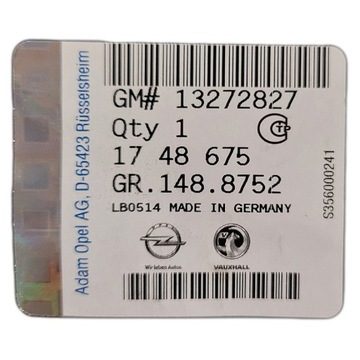 Adam Opel AG, D-65423 Rüsselsheim
GM# 13272827
Qty 1
17 48 675
GR.148.8752
LB0514 MADE IN GERMANY
S356000241
Wir leben Autos
VAUXHALL